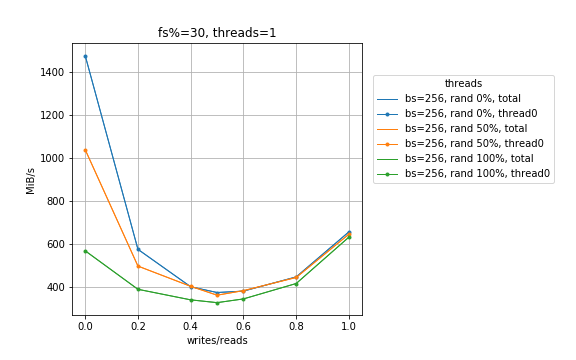 fs%=30, threads=1
MiB/s
1400
1200
1000
800
600
400
0.0 0.2 0.4 0.6 0.8 1.0
writes/reads
threads
bs=256, rand 0%, total
bs=256, rand 0%, thread0
bs=256, rand 50%, total
bs=256, rand 50%, thread0
bs=256, rand 100%, total
bs=256, rand 100%, thread0